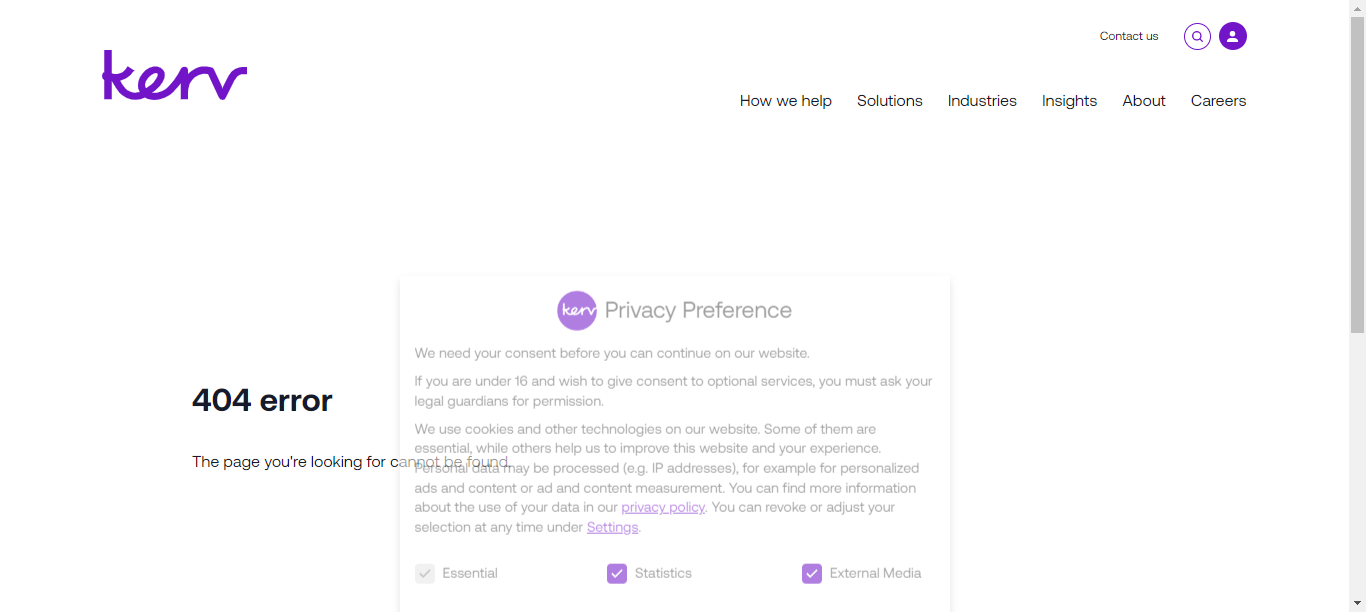 Contact us
kerv
How we help Solutions Industries Insights About Careers
kerv Privacy Preference
We need your consent before you can continue on our website.
If you are under 16 and wish to give consent to optional services, you must ask your
legal guardians for permission.
404 error
We use cookies and other technologies on our website. Some of them are
essential, while others help us to improve this website and your experience.
The page you're looking for cannot be found.
Personal data may be processed (e.g. IP addresses), for example for personalized
ads and content or ad and content measurement. You can find more information
about the use of your data in our privacy policy. You can revoke or adjust your
selection at any time under Settings.
Essential Statistics External Media